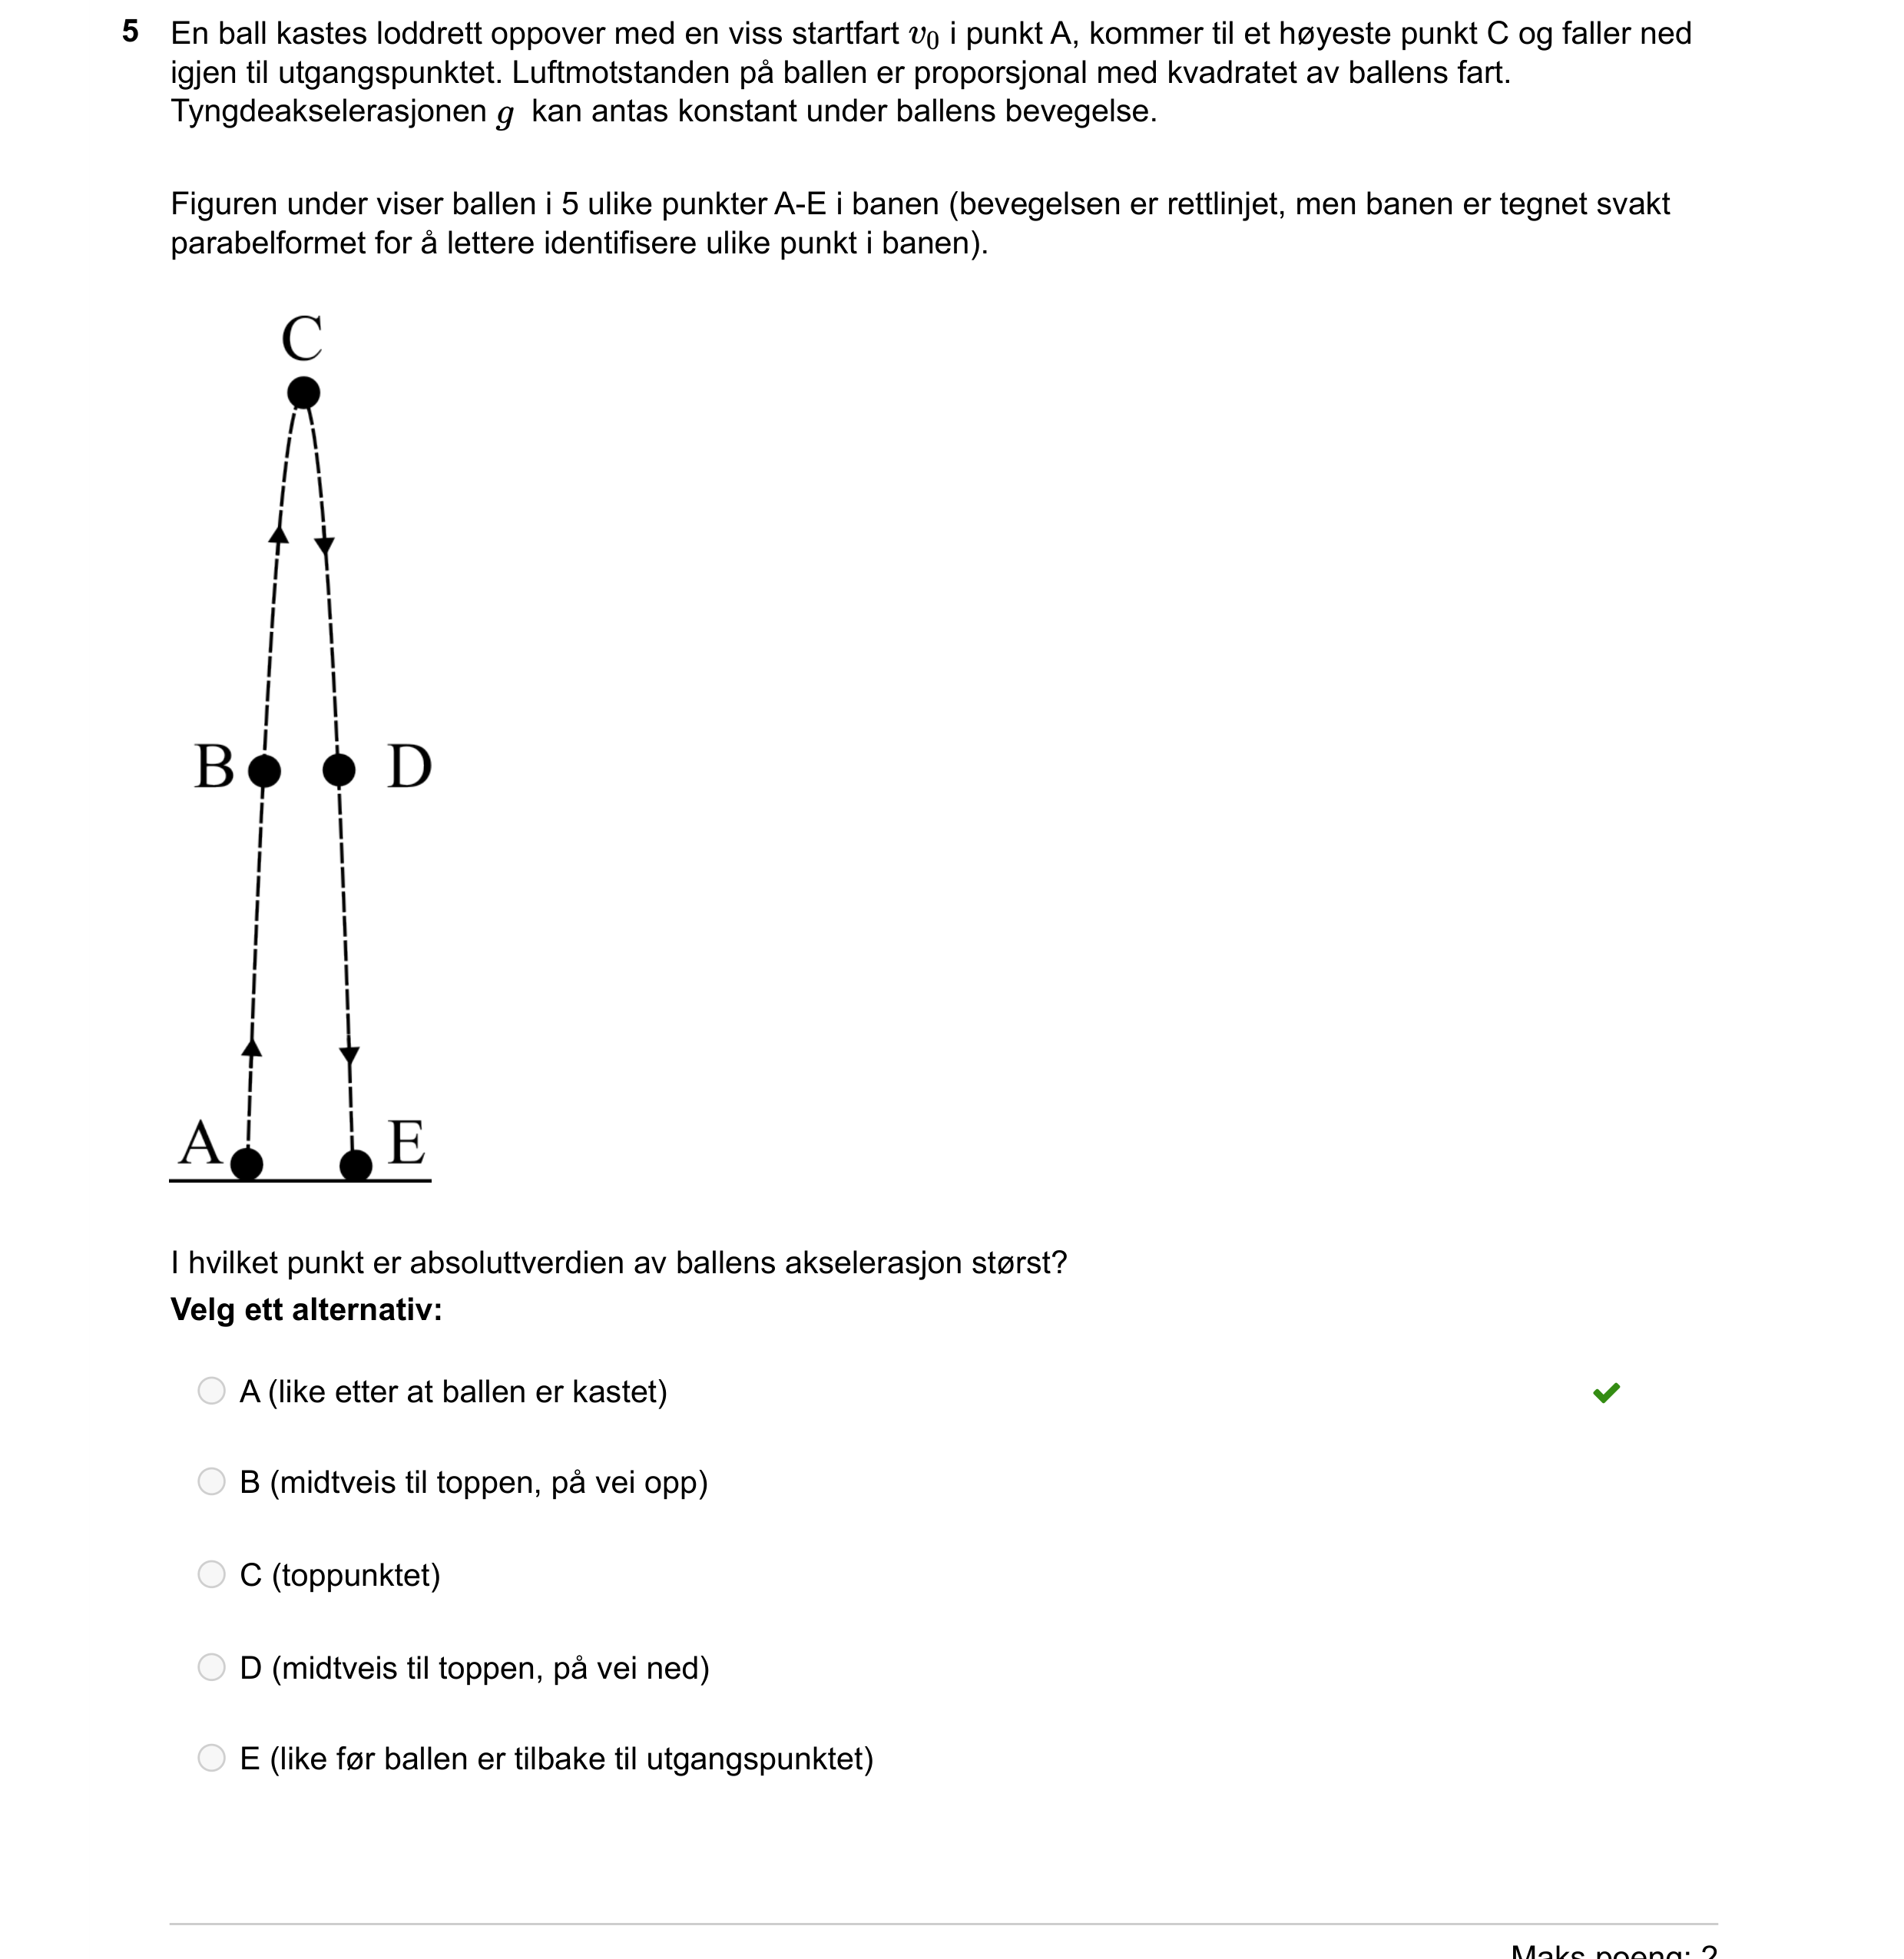 5 En ball kastes loddrett oppover med en viss startfart v₀ i punkt A, kommer til et høyeste punkt C og faller ned
igjen til utgangspunktet. Luftmotstanden på ballen er proporsjonal med kvadratet av ballens fart.
Tyngdeakselerasjonen g kan antas konstant under ballens bevegelse.
Figuren under viser ballen i 5 ulike punkter A-E i banen (bevegelsen er rettlinjet, men banen er tegnet svakt
parabelformet for å lettere identifisere ulike punkt i banen).
C
B D
A E
I hvilket punkt er absoluttverdien av ballens akselerasjon størst?
Velg ett alternativ:
A (like etter at ballen er kastet)
B (midtveis til toppen, på vei opp)
C (toppunktet)
D (midtveis til toppen, på vei ned)
E (like før ballen er tilbake til utgangspunktet)
Maks poeng: 2